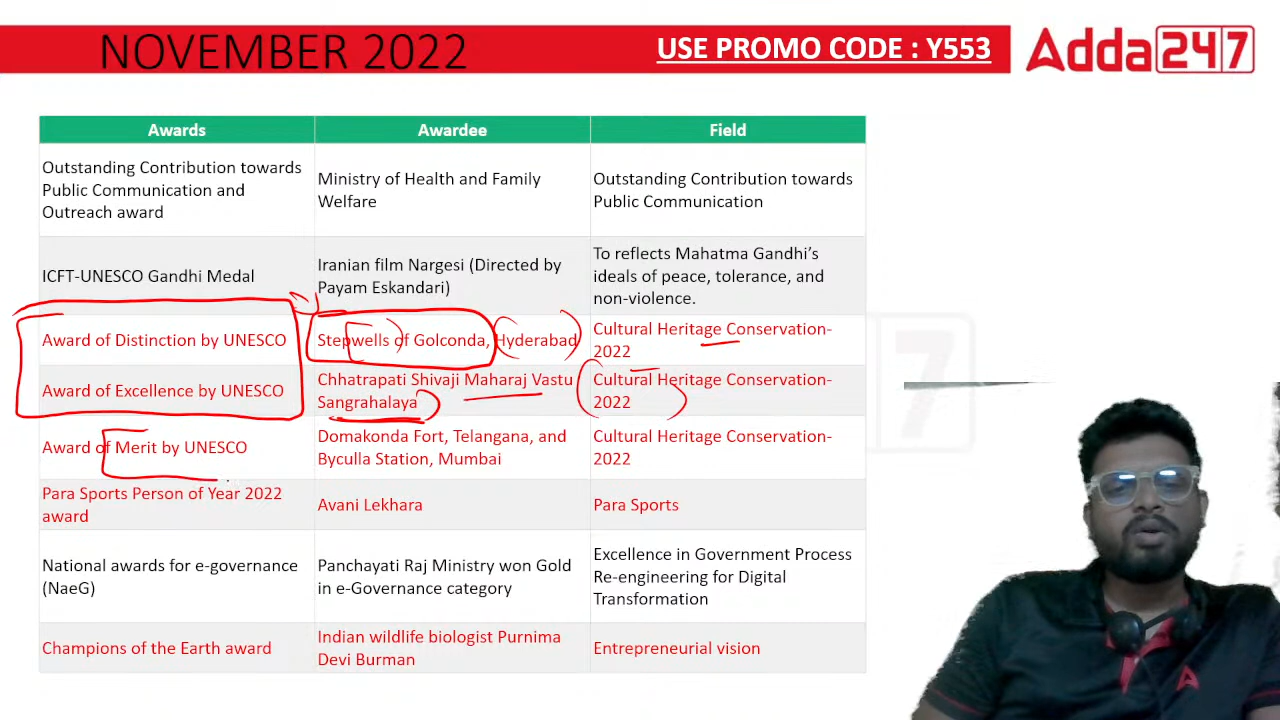 NOVEMBER 2022
USE PROMO CODE : Y553
Adda247
Awards
Awardee
Field
Outstanding Contribution towards
Public Communication and
Outreach award
Ministry of Health and Family
Welfare
Outstanding Contribution towards
Public Communication
ICFT-UNESCO Gandhi Medal
Iranian film Nargesi (Directed by
Payam Eskandari)
To reflects Mahatma Gandhi’s
ideals of peace, tolerance, and
non-violence.
Award of Distinction by UNESCO
Stepwells of Golconda, Hyderabad
Cultural Heritage Conservation-
2022
Award of Excellence by UNESCO
Chhatrapati Shivaji Maharaj Vastu
Sangrahalaya
Cultural Heritage Conservation-
2022
Award of Merit by UNESCO
Domakonda Fort, Telangana, and
Byculla Station, Mumbai
Cultural Heritage Conservation-
2022
Para Sports Person of Year 2022
award
Avani Lekhara
Para Sports
National awards for e-governance
(NaeG)
Panchayati Raj Ministry won Gold
in e-Governance category
Excellence in Government Process
Re-engineering for Digital
Transformation
Champions of the Earth award
Indian wildlife biologist Purnima
Devi Burman
Entrepreneurial vision
7